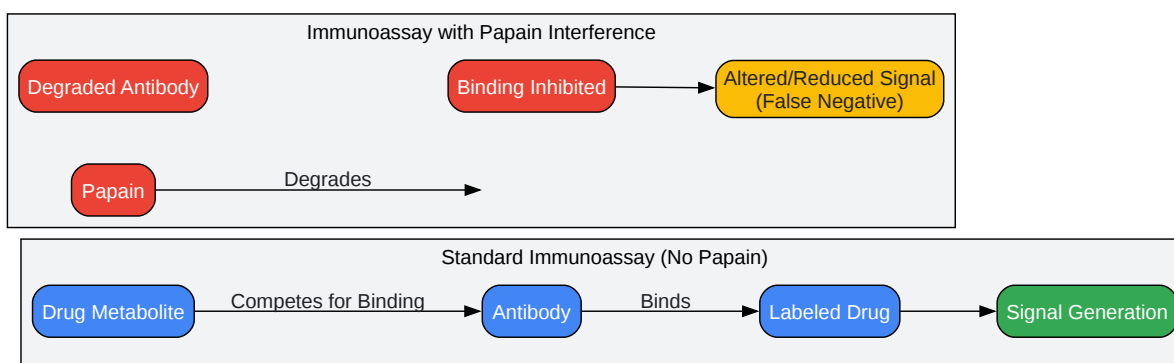 Immunoassay with Papain Interference
Degraded Antibody
Binding Inhibited
Altered/Reduced Signal
(False Negative)
Papain
Degrades
Standard Immunoassay (No Papain)
Drug Metabolite
Competes for Binding
Antibody
Binds
Labeled Drug
Signal Generation